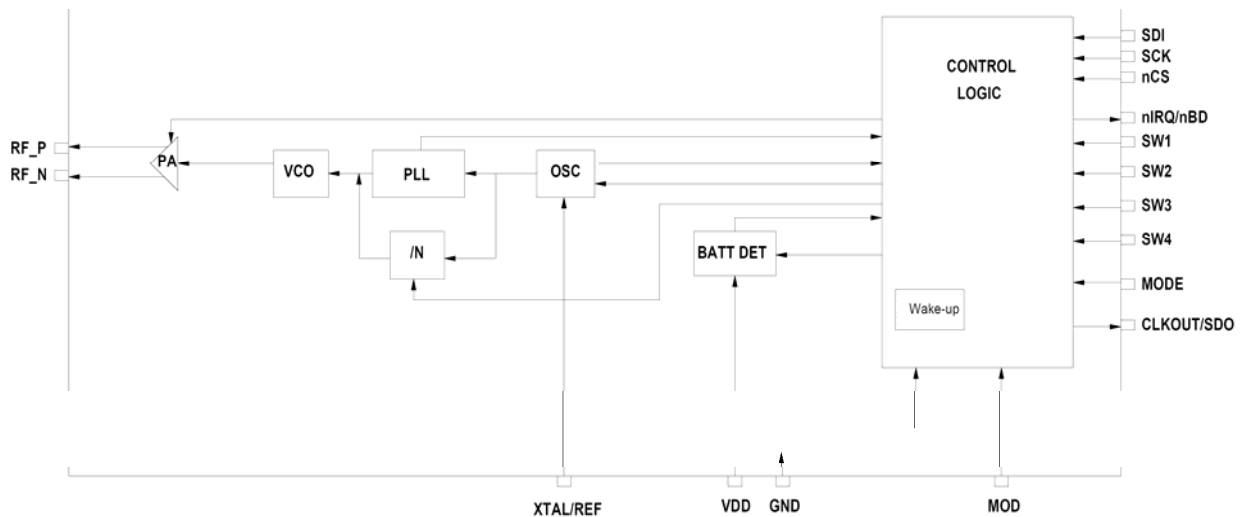 SDI
SCK
nCS
CONTROL
LOGIC
nIRQ/nBD
SW1
SW2
SW3
SW4
MODE
CLKOUT/SDO
RF_P
RF_N
PA
VCO
PLL
OSC
/N
BATT DET
Wake-up
XTAL/REF
VDD
GND
MOD